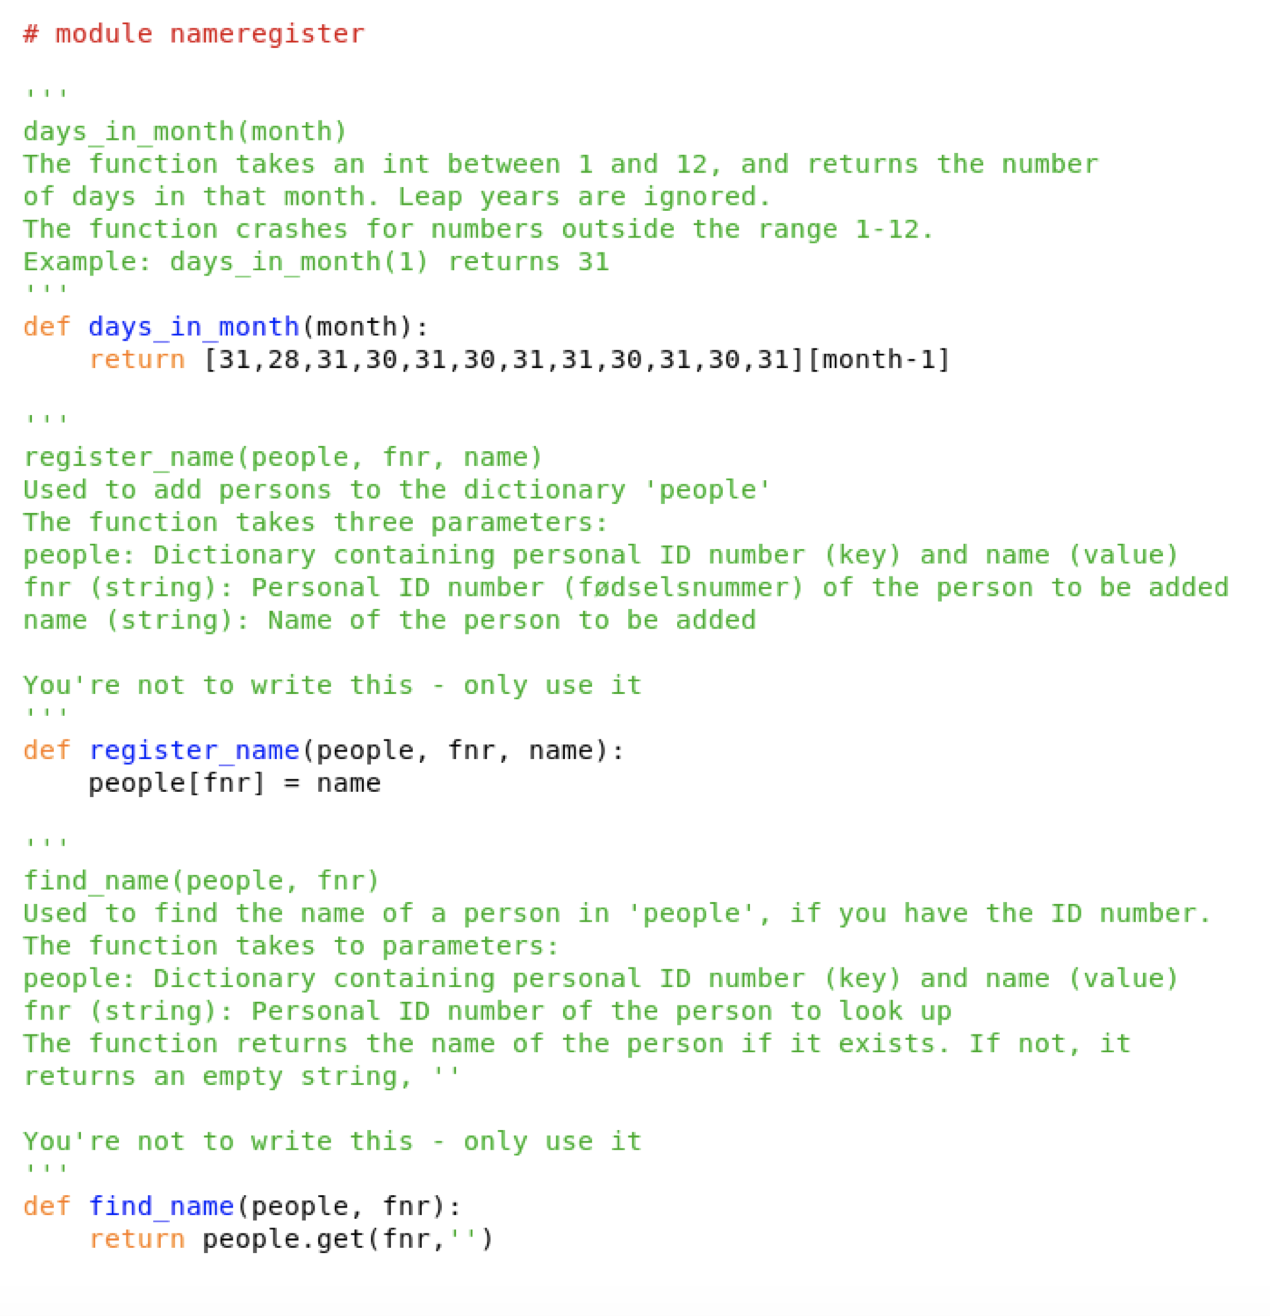 # module nameregister
'''
days_in_month(month)
The function takes an int between 1 and 12, and returns the number
of days in that month. Leap years are ignored.
The function crashes for numbers outside the range 1-12.
Example: days_in_month(1) returns 31
'''
def days_in_month(month):
    return [31,28,31,30,31,30,31,31,30,31,30,31][month-1]
'''
register_name(people, fnr, name)
Used to add persons to the dictionary 'people'
The function takes three parameters:
people: Dictionary containing personal ID number (key) and name (value)
fnr (string): Personal ID number (fødselsnummer) of the person to be added
name (string): Name of the person to be added
You're not to write this - only use it
'''
def register_name(people, fnr, name):
    people[fnr] = name
'''
find_name(people, fnr)
Used to find the name of a person in 'people', if you have the ID number.
The function takes to parameters:
people: Dictionary containing personal ID number (key) and name (value)
fnr (string): Personal ID number of the person to look up
The function returns the name of the person if it exists. If not, it
returns an empty string, ''
You're not to write this - only use it
'''
def find_name(people, fnr):
    return people.get(fnr,'')